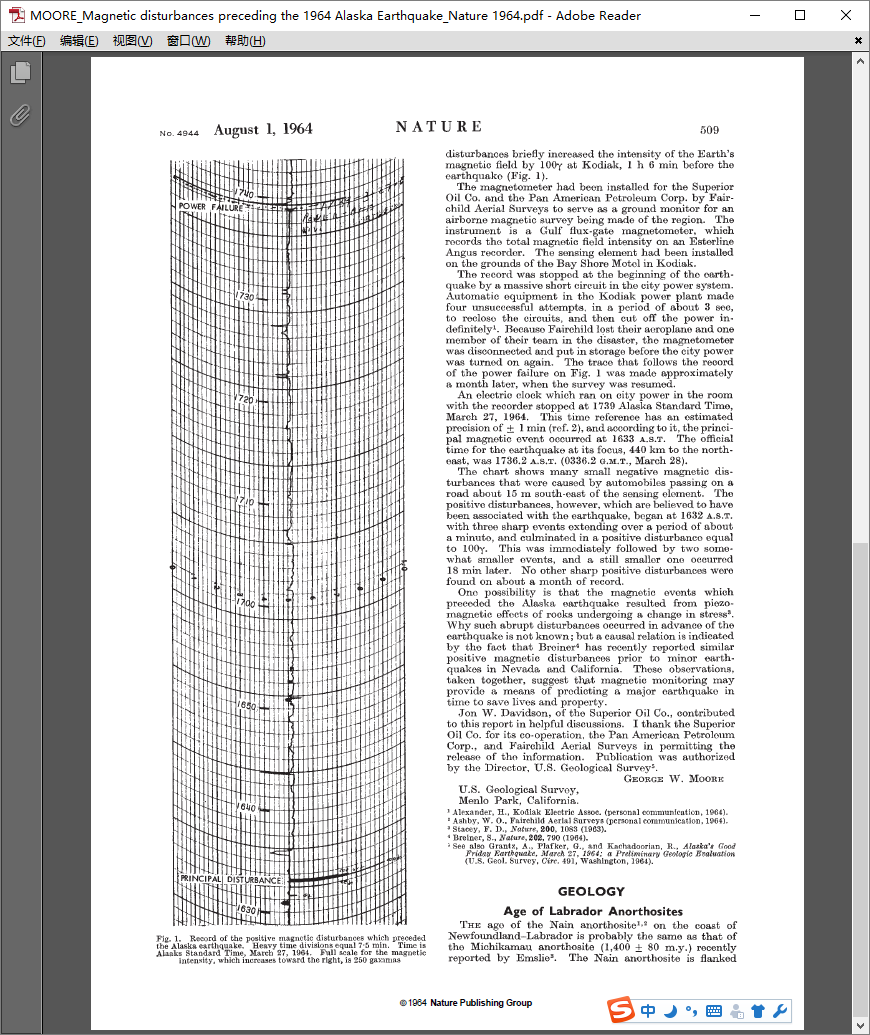 MOORE_Magnetic disturbances preceding the 1964 Alaska Earthquake_Nature 1964.pdf - Adobe Reader
文件(F) 编辑(E) 视图(V) 窗口(W) 帮助(H)
No. 4944 August 1, 1964 NATURE 509
1740
POWER FAILURE
1730
1720
1710
1700
1650
1640
PRINCIPAL DISTURBANCE
1630
Fig. 1. Record of the positive magnetic disturbances which preceded
the Alaska earthquake. Heavy time divisions equal 7·5 min. Time is
Alaska Standard Time, March 27, 1964. Full scale for the magnetic
intensity, which increases toward the right, is 250 gammas
disturbances briefly increased the intensity of the Earth's
magnetic field by 100γ at Kodiak, 1 h 6 min before the
earthquake (Fig. 1).
The magnetometer had been installed for the Superior
Oil Co. and the Pan American Petroleum Corp. by Fair-
child Aerial Surveys to serve as a ground monitor for an
airborne magnetic survey being made of the region. The
instrument is a Gulf flux-gate magnetometer, which
records the total magnetic field intensity on an Esterline
Angus recorder. The sensing element had been installed
on the grounds of the Bay Shore Motel in Kodiak.
The record was stopped at the beginning of the earth-
quake by a massive short circuit in the city power system.
Automatic equipment in the Kodiak power plant made
four unsuccessful attempts, in a period of about 3 sec,
to reclose the circuits, and then cut off the power in-
definitely¹. Because Fairchild lost their aeroplane and one
member of their team in the disaster, the magnetometer
was disconnected and put in storage before the city power
was turned on again. The trace that follows the record
of the power failure on Fig. 1 was made approximately
a month later, when the survey was resumed.
An electric clock which ran on city power in the room
with the recorder stopped at 1739 Alaska Standard Time,
March 27, 1964. This time reference has an estimated
precision of ± 1 min (ref. 2), and according to it, the princi-
pal magnetic event occurred at 1633 A.S.T. The official
time for the earthquake at its focus, 440 km to the north-
east, was 1736.2 A.S.T. (0336.2 G.M.T., March 28).
The chart shows many small negative magnetic dis-
turbances that were caused by automobiles passing on a
road about 15 m south-east of the sensing element. The
positive disturbances, however, which are believed to have
been associated with the earthquake, began at 1632 A.S.T.
with three sharp events extending over a period of about
a minute, and culminated in a positive disturbance equal
to 100γ. This was immediately followed by two some-
what smaller events, and a still smaller one occurred
18 min later. No other sharp positive disturbances were
found on about a month of record.
One possibility is that the magnetic events which
preceded the Alaska earthquake resulted from piezo-
magnetic effects of rocks undergoing a change in stress³.
Why such abrupt disturbances occurred in advance of the
earthquake is not known; but a causal relation is indicated
by the fact that Breiner⁴ has recently reported similar
positive magnetic disturbances prior to minor earth-
quakes in Nevada and California. These observations,
taken together, suggest that magnetic monitoring may
provide a means of predicting a major earthquake in
time to save lives and property.
Jon W. Davidson, of the Superior Oil Co., contributed
to this report in helpful discussions. I thank the Superior
Oil Co. for its co-operation, the Pan American Petroleum
Corp., and Fairchild Aerial Surveys in permitting the
release of the information. Publication was authorized
by the Director, U.S. Geological Survey⁵.
GEORGE W. MOORE
U.S. Geological Survey,
Menlo Park, California.
¹ Alexander, H., Kodiak Electric Assoc. (personal communication, 1964).
² Ashby, W. O., Fairchild Aerial Surveys (personal communication, 1964).
³ Stacey, F. D., Nature, 200, 1083 (1963).
⁴ Breiner, S., Nature, 202, 790 (1964).
⁵ See also Grantz, A., Plafker, G., and Kachadoorian, R., Alaska's Good
Friday Earthquake, March 27, 1964; a Preliminary Geologic Evaluation
(U.S. Geol. Survey, Circ. 491, Washington, 1964).
GEOLOGY
Age of Labrador Anorthosites
THE age of the Nain anorthosite¹,² on the coast of
Newfoundland–Labrador is probably the same as that of
the Michikamau anorthosite (1,400 ± 80 m.y.) recently
reported by Emslie³. The Nain anorthosite is flanked
© 1964 Nature Publishing Group
中